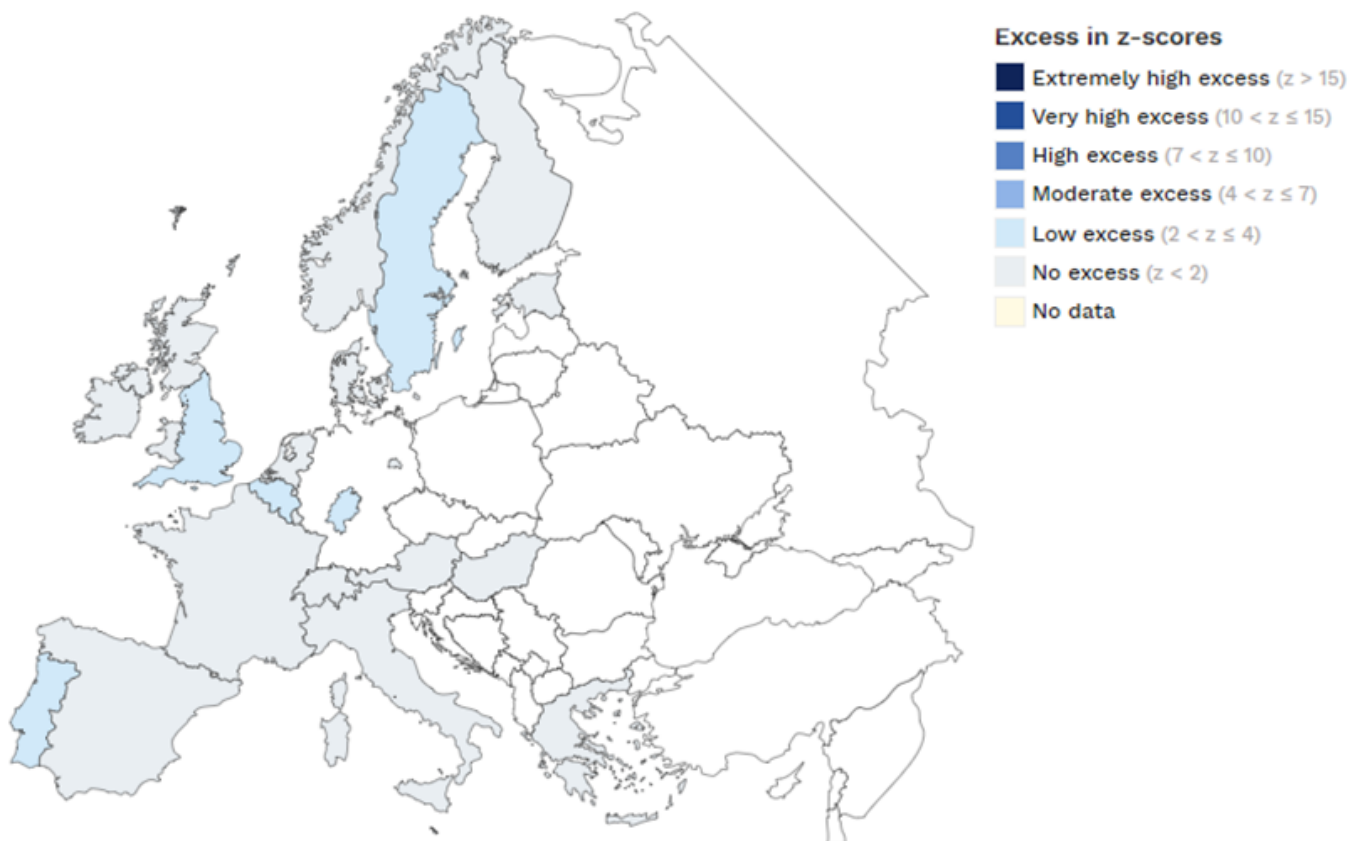 Excess in z-scores
Extremely high excess (z > 15)
Very high excess (10 < z ≤ 15)
High excess (7 < z ≤ 10)
Moderate excess (4 < z ≤ 7)
Low excess (2 < z ≤ 4)
No excess (z < 2)
No data